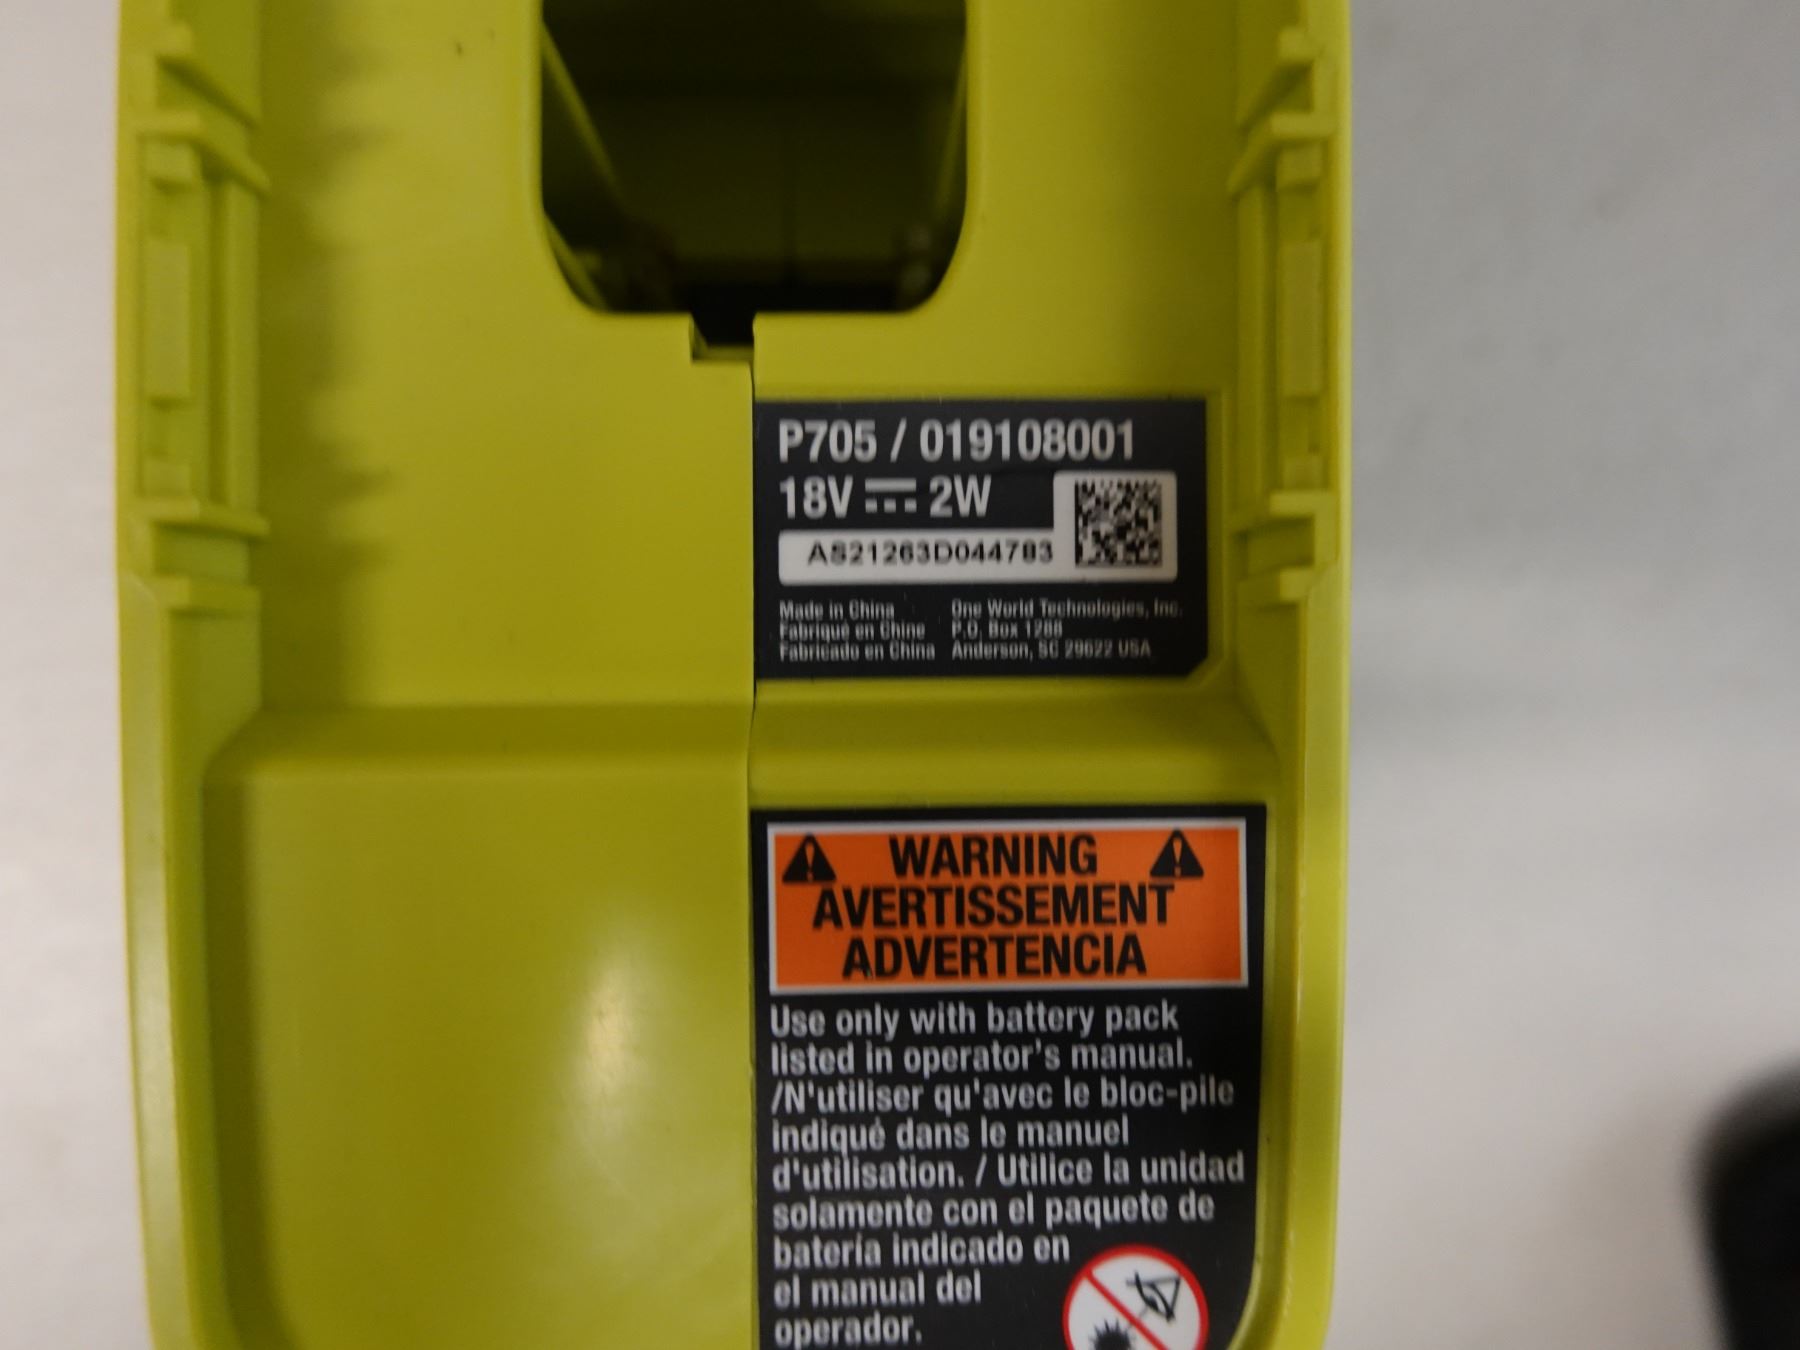 P705 / 019108001
18V 2W
AS21263D044783
Made in China
Fabriqué en Chine
Fabricado en China
One World Technologies, Inc.
P.O. Box 1288
Anderson, SC 29622 USA
WARNING
AVERTISSEMENT
ADVERTENCIA
Use only with battery pack
listed in operator's manual.
/N'utiliser qu'avec le bloc-pile
indiqué dans le manuel
d'utilisation. / Utilice la unidad
solamente con el paquete de
batería indicado en
el manual del
operador.